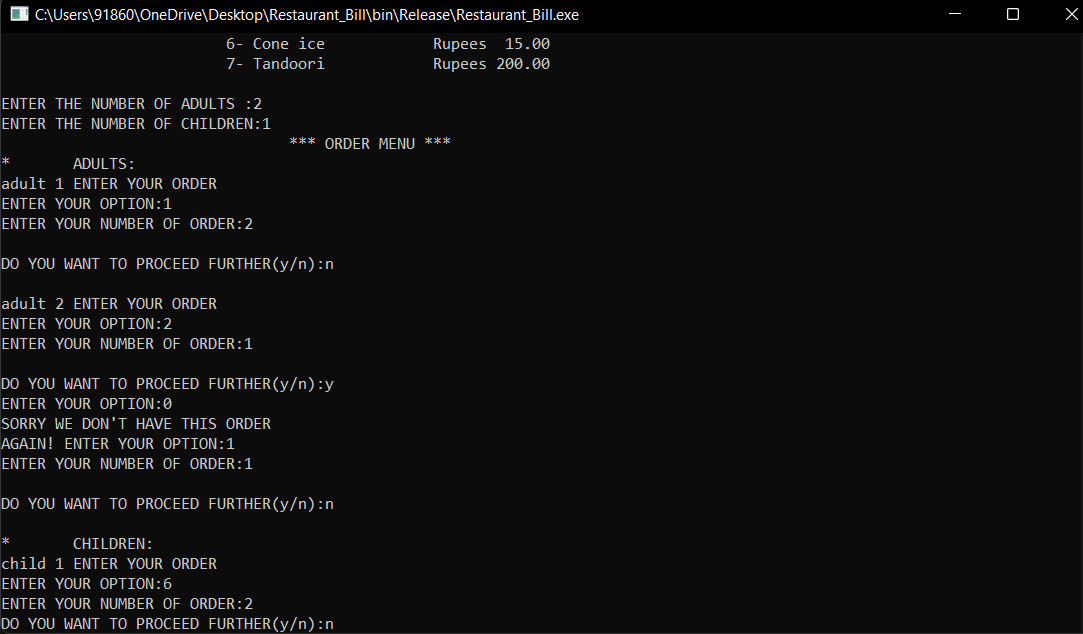 C:\Users\91860\OneDrive\Desktop\Restaurant_Bill\bin\Release\Restaurant_Bill.exe
6- Cone ice Rupees 15.00
7- Tandoori Rupees 200.00
ENTER THE NUMBER OF ADULTS :2
ENTER THE NUMBER OF CHILDREN:1
*** ORDER MENU ***
* ADULTS:
adult 1 ENTER YOUR ORDER
ENTER YOUR OPTION:1
ENTER YOUR NUMBER OF ORDER:2
DO YOU WANT TO PROCEED FURTHER(y/n):n
adult 2 ENTER YOUR ORDER
ENTER YOUR OPTION:2
ENTER YOUR NUMBER OF ORDER:1
DO YOU WANT TO PROCEED FURTHER(y/n):y
ENTER YOUR OPTION:0
SORRY WE DON'T HAVE THIS ORDER
AGAIN! ENTER YOUR OPTION:1
ENTER YOUR NUMBER OF ORDER:1
DO YOU WANT TO PROCEED FURTHER(y/n):n
* CHILDREN:
child 1 ENTER YOUR ORDER
ENTER YOUR OPTION:6
ENTER YOUR NUMBER OF ORDER:2
DO YOU WANT TO PROCEED FURTHER(y/n):n